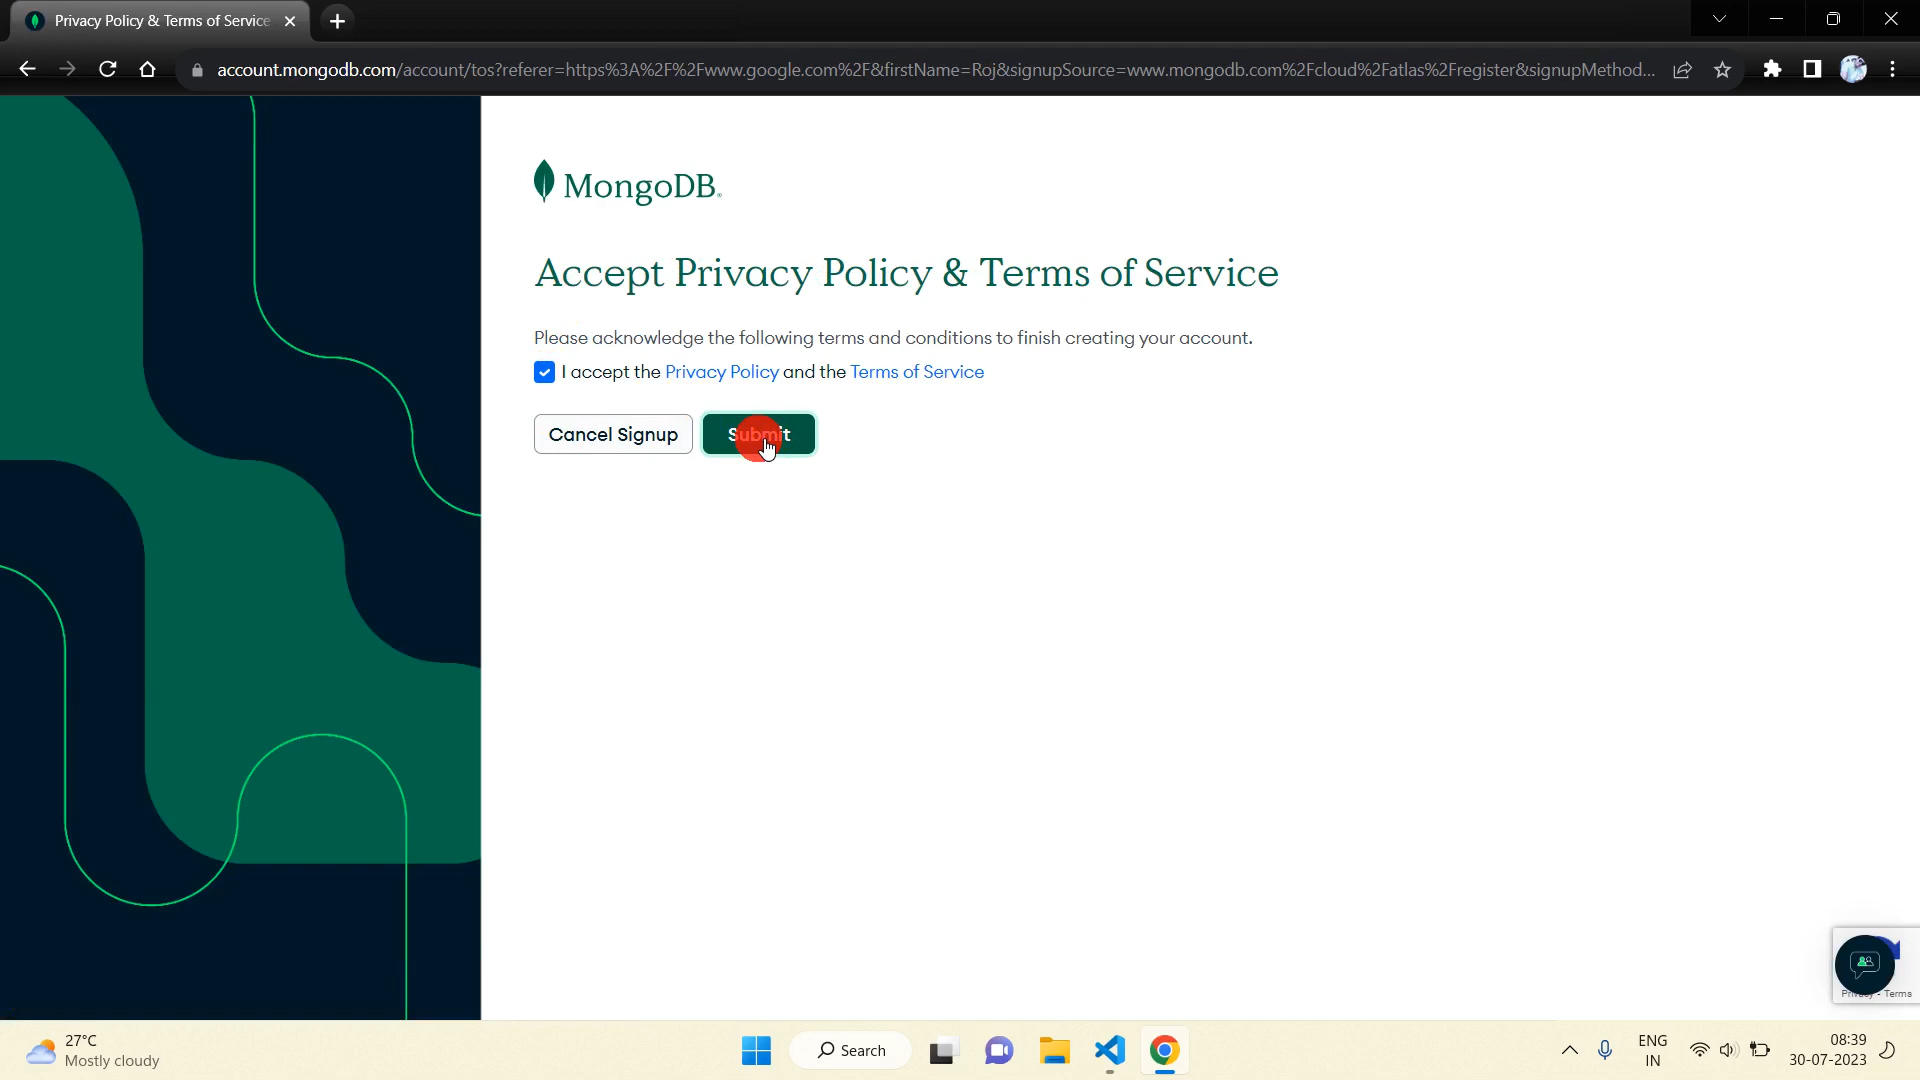 Privacy Policy & Terms of Service
account.mongodb.com/account/tos?referer=https%3A%2F%2Fwww.google.com%2F&firstName=Roj&signupSource=www.mongodb.com%2Fcloud%2Fatlas%2Fregister&signupMethod...
MongoDB.
Accept Privacy Policy & Terms of Service
Please acknowledge the following terms and conditions to finish creating your account.
I accept the Privacy Policy and the Terms of Service
Cancel Signup
Submit
Privacy - Terms
27°C
Mostly cloudy
Search
ENG
IN
08:39
30-07-2023